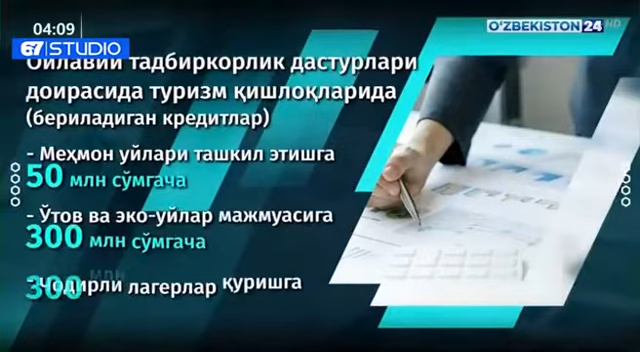 04:09
O'ZBEKISTON 24 HD
67 STUDIO
Оилавий тадбиркорлик дастурлари
доирасида туризм қишлоқларида
(бериладиган кредитлар)
- Меҳмон уйлари ташкил этишга
50 млн сўмгача
- Ўтов ва эко-уйлар мажмуасига
300 млн сўмгача
- Чодирли лагерлар қуришга
300 млн